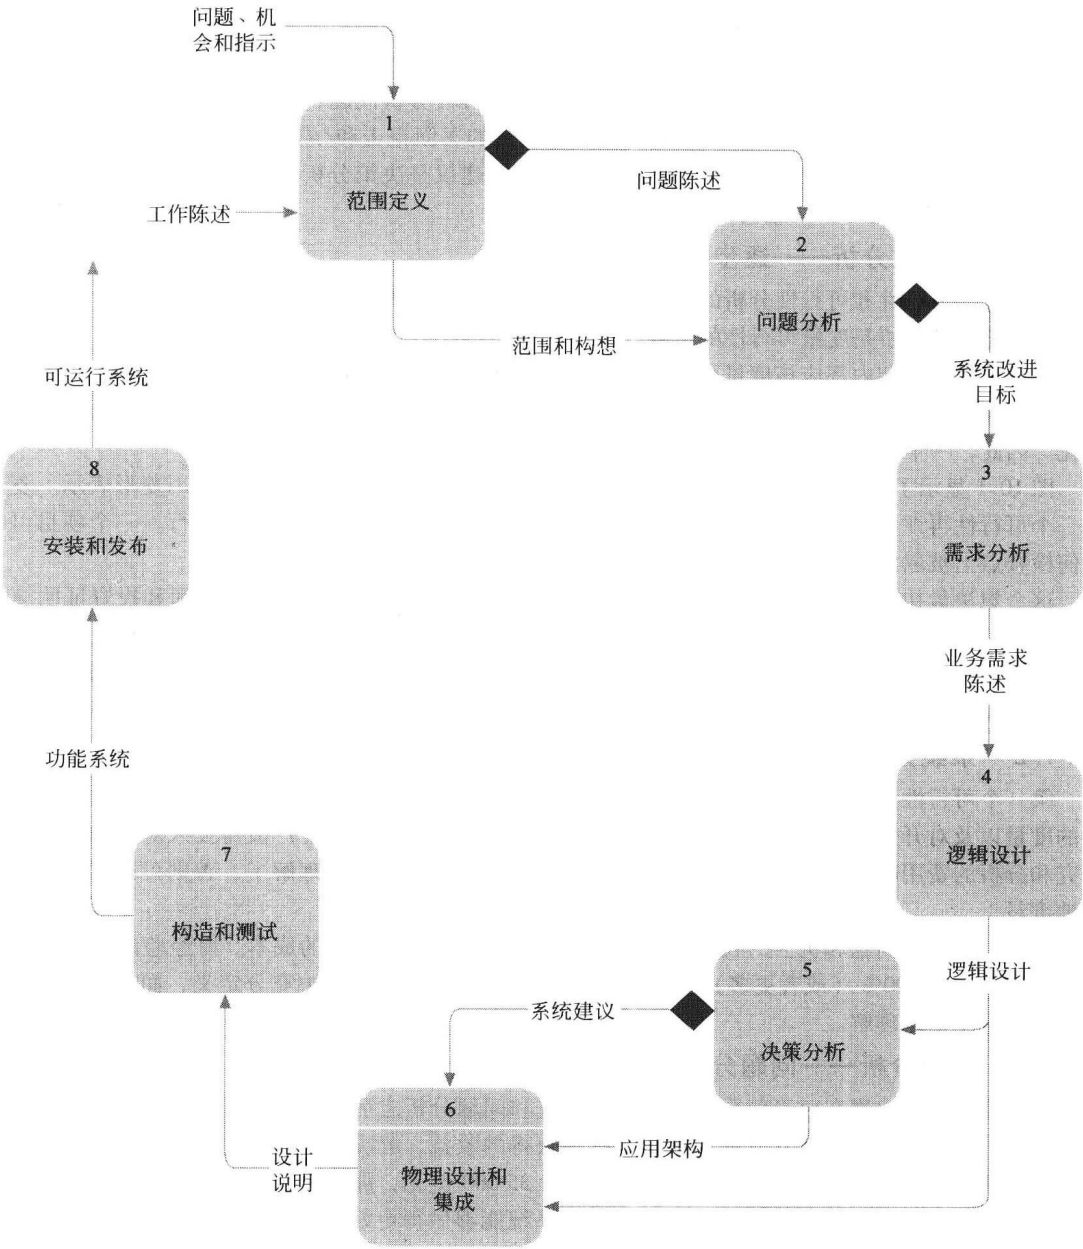 问题、机
会和指示
1
范围定义
工作陈述
问题陈述
2
问题分析
范围和构想
系统改进
目标
3
需求分析
可运行系统
8
安装和发布
业务需求
陈述
4
逻辑设计
功能系统
7
构造和测试
逻辑设计
5
决策分析
系统建议
6
物理设计和
集成
应用架构
设计
说明